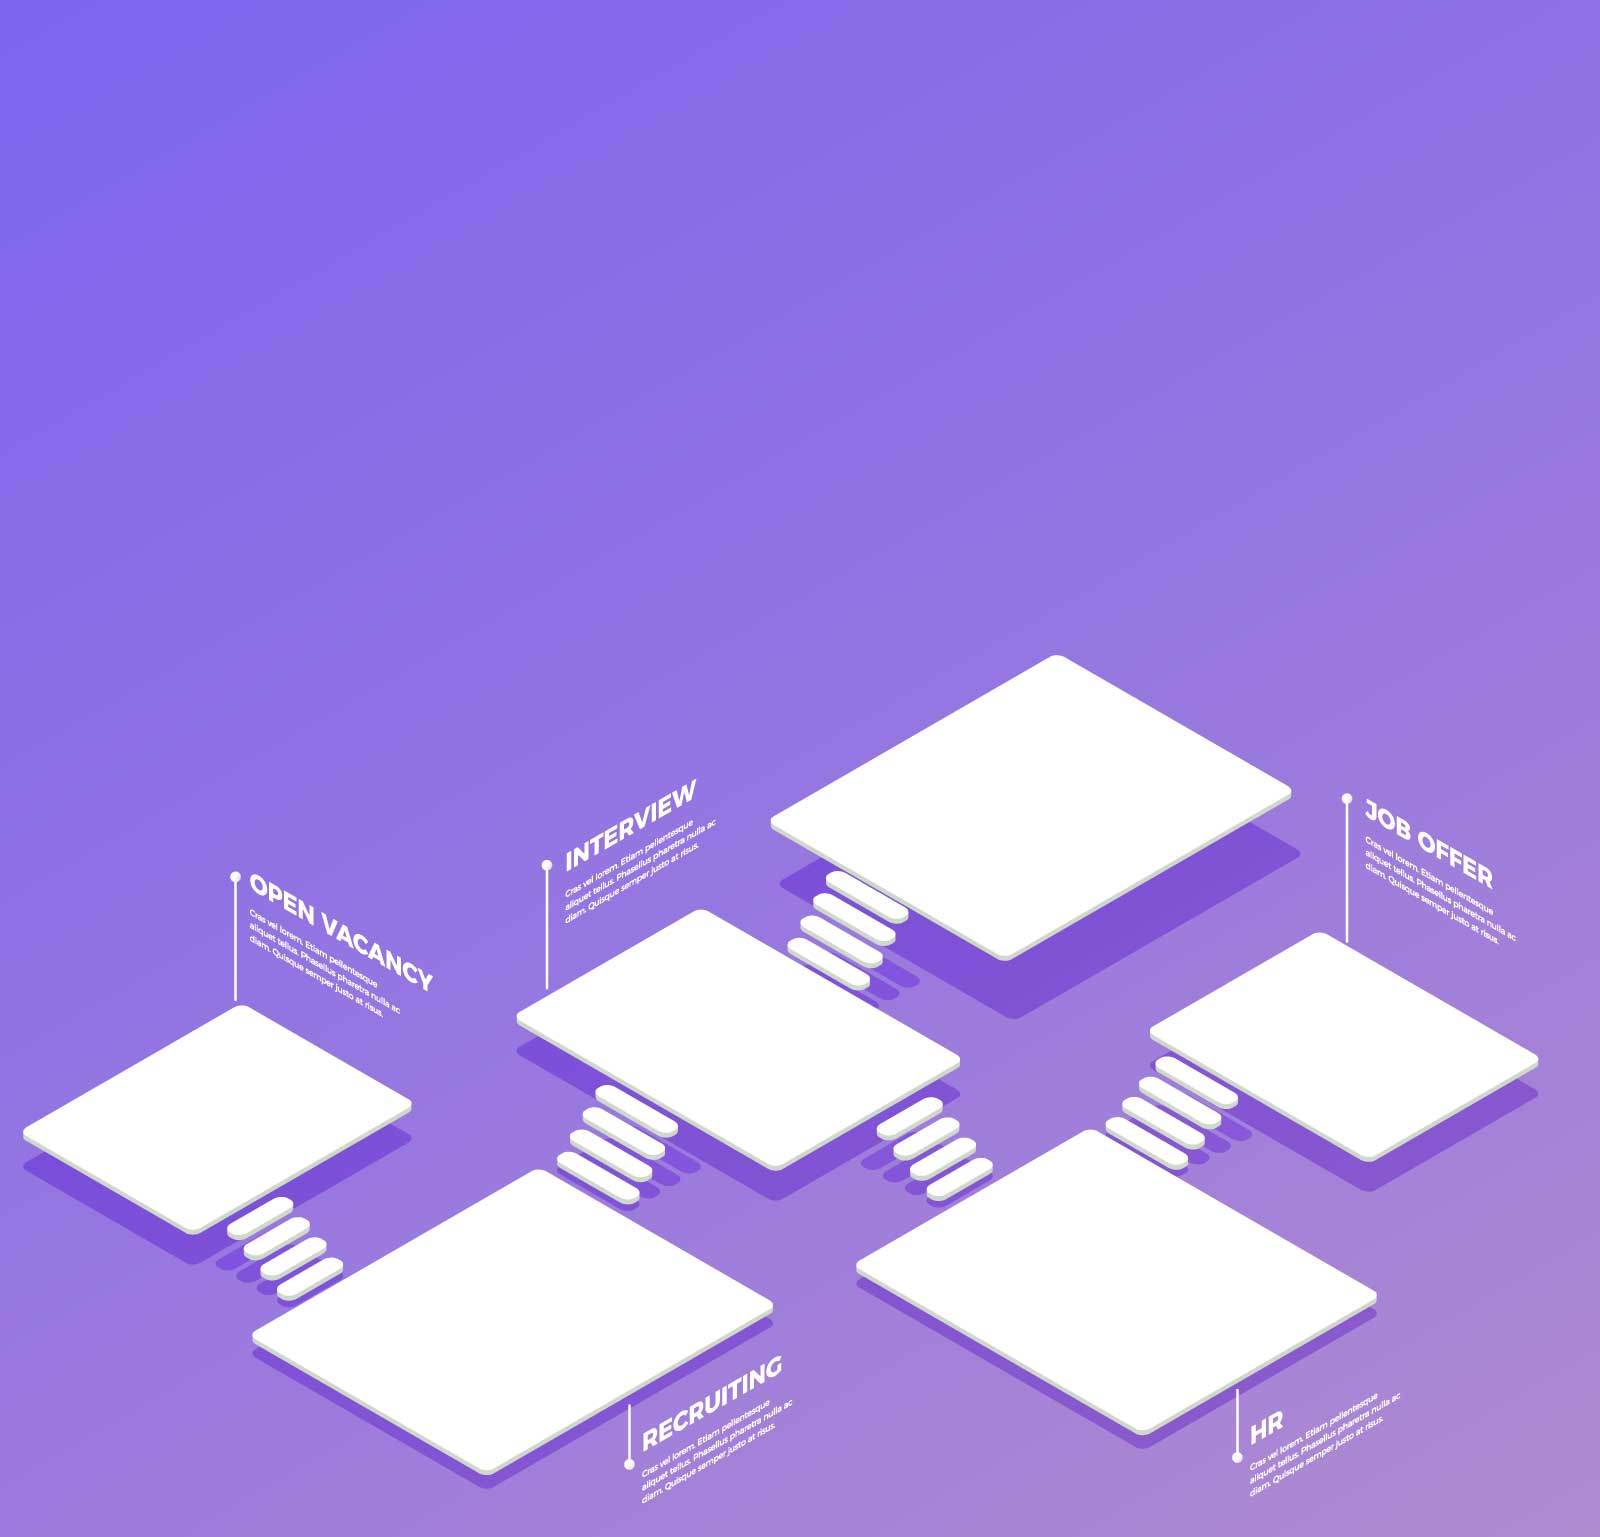 INTERVIEW
Cras vel lorem. Etiam pellentesque
aliquet tellus. Phasellus pharetra nulla ac
diam. Quisque semper justo at risus.
JOB OFFER
Cras vel lorem. Etiam pellentesque
aliquet tellus. Phasellus pharetra nulla ac
diam. Quisque semper justo at risus.
OPEN VACANCY
Cras vel lorem. Etiam pellentesque
aliquet tellus. Phasellus pharetra nulla ac
diam. Quisque semper justo at risus.
RECRUITING
Cras vel lorem. Etiam pellentesque
aliquet tellus. Phasellus pharetra nulla ac
diam. Quisque semper justo at risus.
HR
Cras vel lorem. Etiam pellentesque
aliquet tellus. Phasellus pharetra nulla ac
diam. Quisque semper justo at risus.